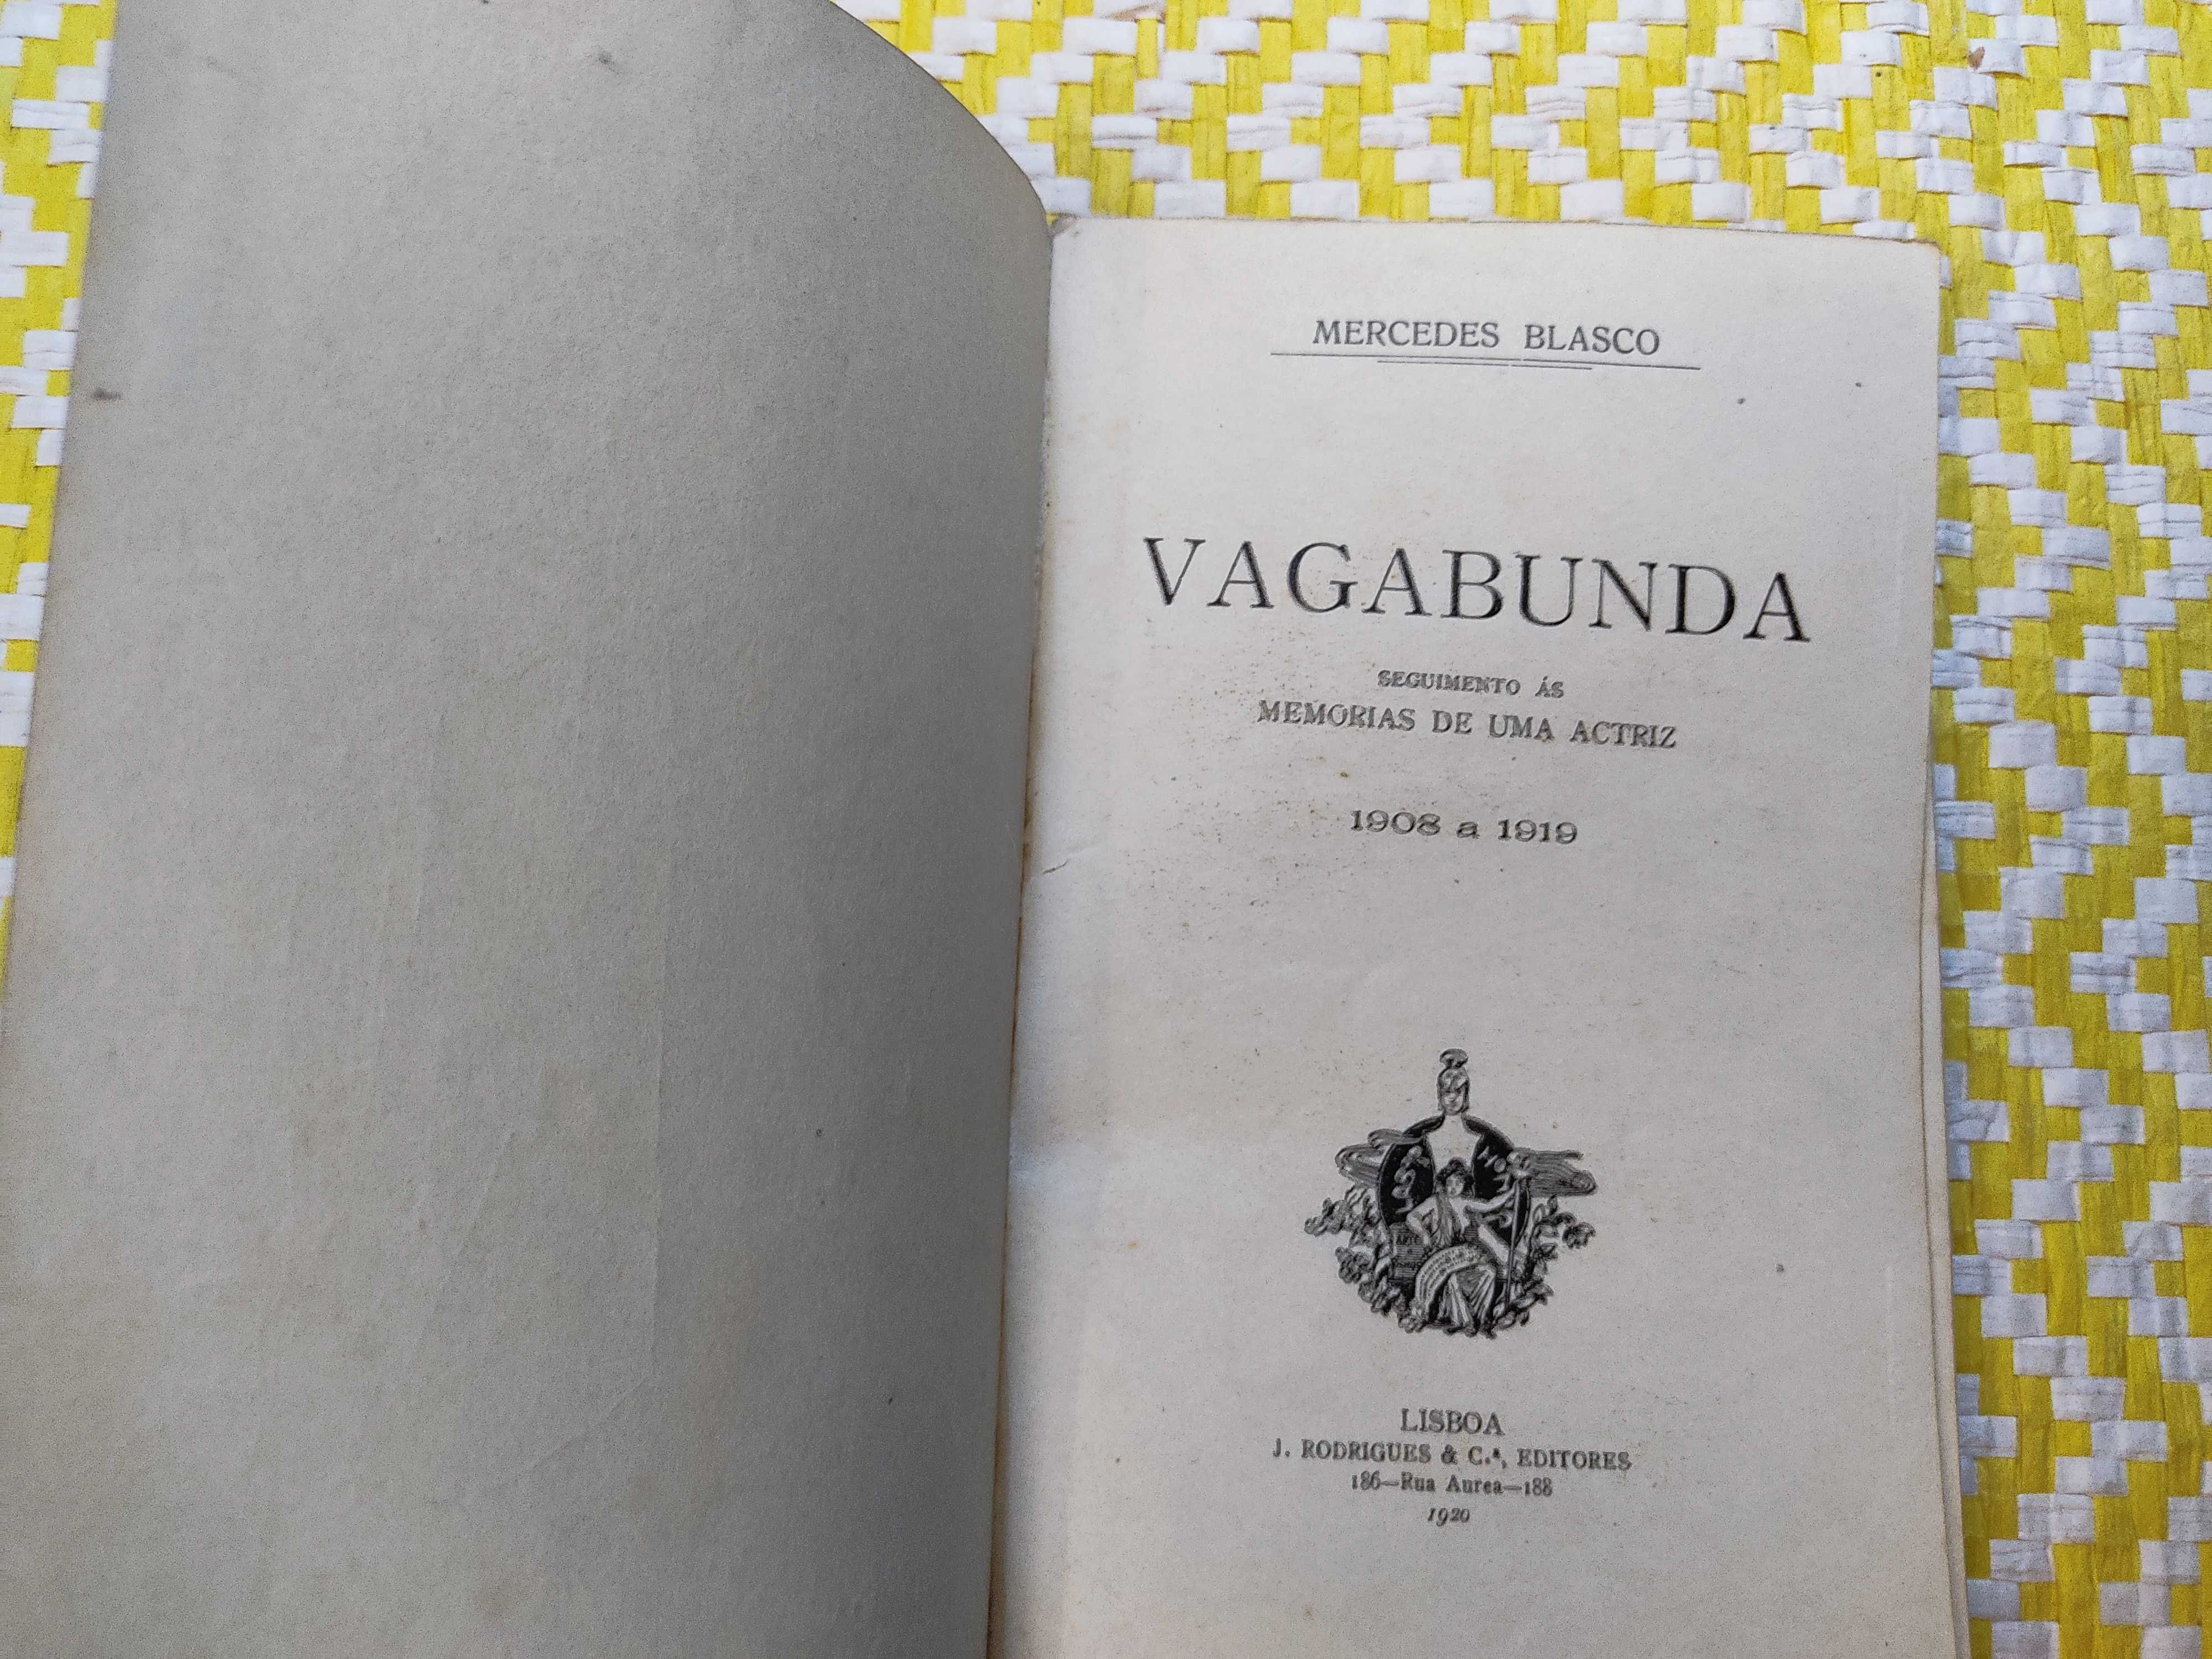 MERCEDES BLASCO
VAGABUNDA
SEGUIMENTO ÁS
MEMORIAS DE UMA ACTRIZ
1908 a 1919
LISBOA
J. RODRIGUES & C.ª, EDITORES
186—Rua Aurea—188
1920